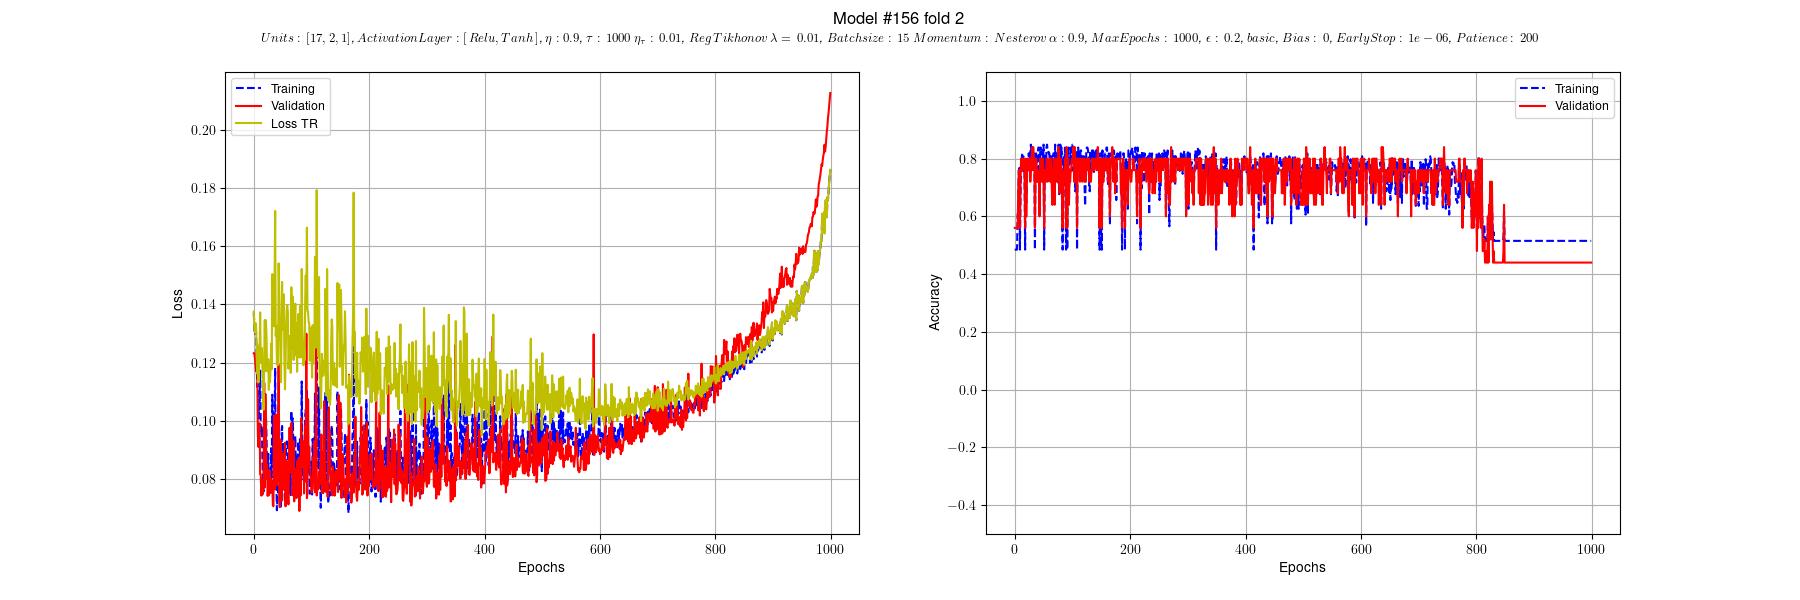 Model #156 fold 2
Units : [17, 2, 1], ActivationLayer : [ Relu, Tanh], η : 0.9, τ : 1000 η_τ : 0.01, Reg Tikhonov λ = 0.01, Batchsize : 15 Momentum : Nesterov α : 0.9, MaxEpochs : 1000, ϵ : 0.2, basic, Bias : 0, EarlyStop : 1e − 06, Patience : 200
Training
Validation
Loss TR
0.20
0.18
0.16
0.14
0.12
0.10
0.08
Loss
0 200 400 600 800 1000
Epochs
Training
Validation
1.0
0.8
0.6
0.4
0.2
0.0
−0.2
−0.4
Accuracy
0 200 400 600 800 1000
Epochs